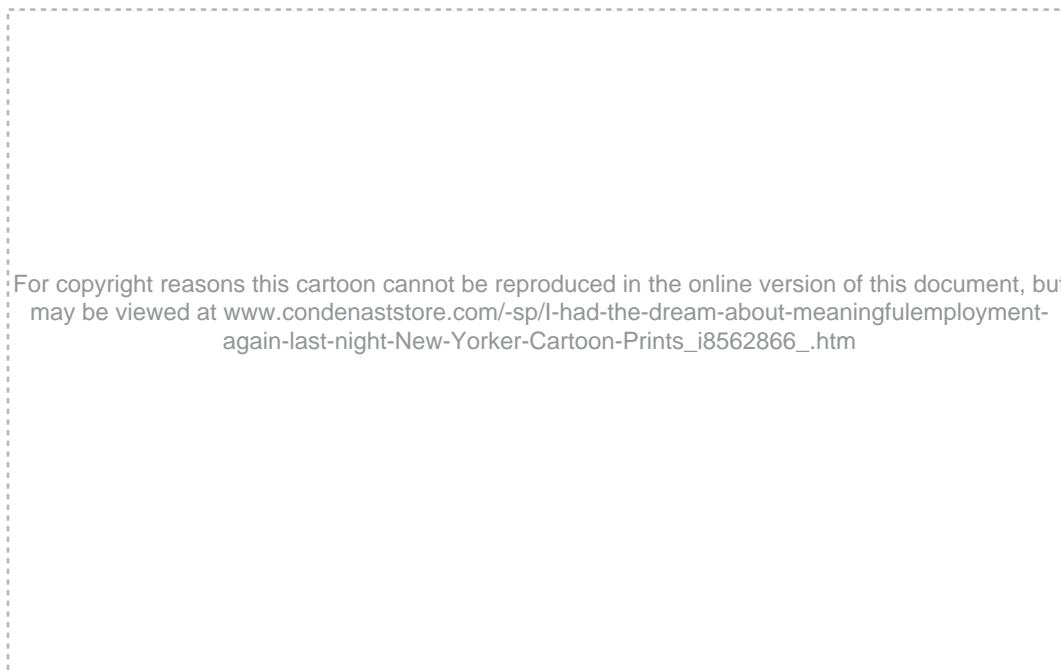 For copyright reasons this cartoon cannot be reproduced in the online version of this document, but
may be viewed at www.condenaststore.com/-sp/I-had-the-dream-about-meaningfulemployment-
again-last-night-New-Yorker-Cartoon-Prints_i8562866_.htm